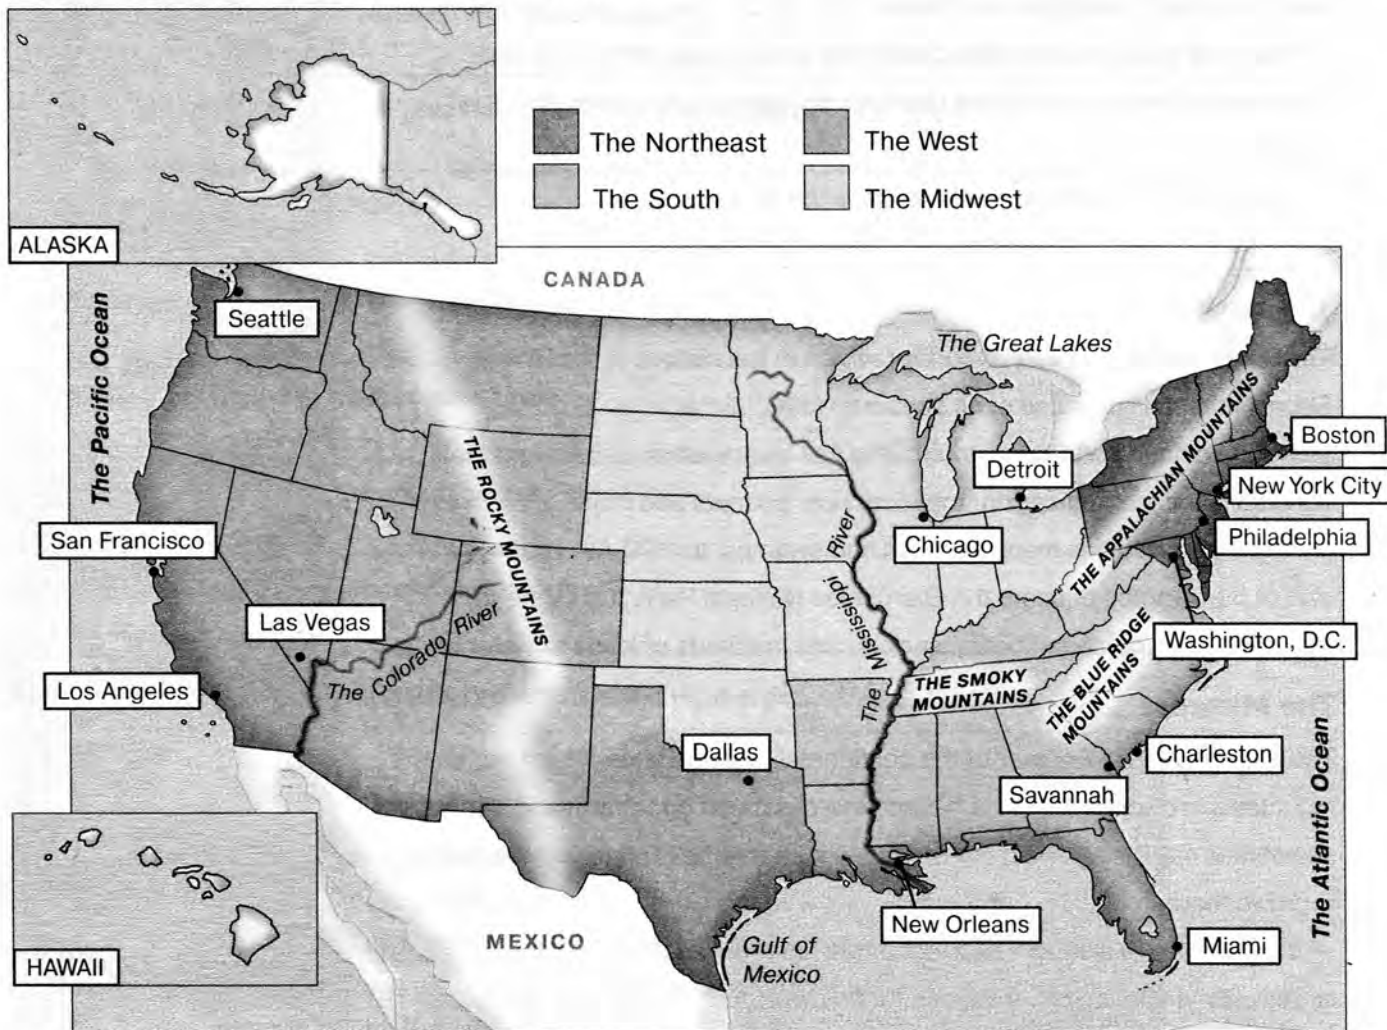 ALASKA
The Northeast
The West
The South
The Midwest
CANADA
The Pacific Ocean
Seattle
The Great Lakes
THE ROCKY MOUNTAINS
THE APPALACHIAN MOUNTAINS
Boston
Detroit
New York City
San Francisco
Chicago
Philadelphia
The Mississippi River
Las Vegas
The Colorado River
Washington, D.C.
Los Angeles
THE SMOKY
MOUNTAINS
THE BLUE RIDGE
MOUNTAINS
Dallas
Charleston
Savannah
The Atlantic Ocean
New Orleans
MEXICO
Gulf of
Mexico
Miami
HAWAII